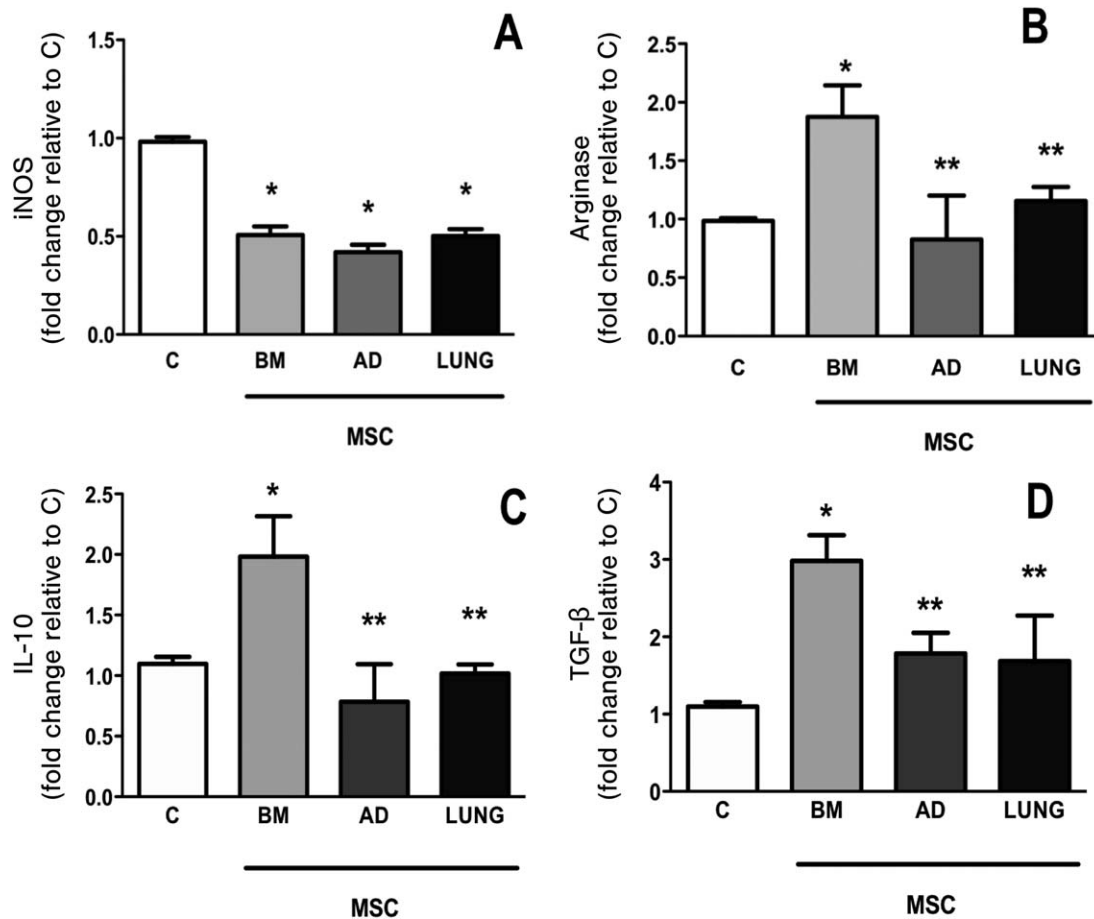 A
iNOS
(fold change relative to C)
1.5
1.0
0.5
0.0
*
*
*
C BM AD LUNG
MSC
B
Arginase
(fold change relative to C)
2.5
2.0
1.5
1.0
0.5
0.0
*
**
**
C BM AD LUNG
MSC
C
IL-10
(fold change relative to C)
2.5
2.0
1.5
1.0
0.5
0.0
*
**
**
C BM AD LUNG
MSC
D
TGF-β
(fold change relative to C)
4
3
2
1
0
*
**
**
C BM AD LUNG
MSC